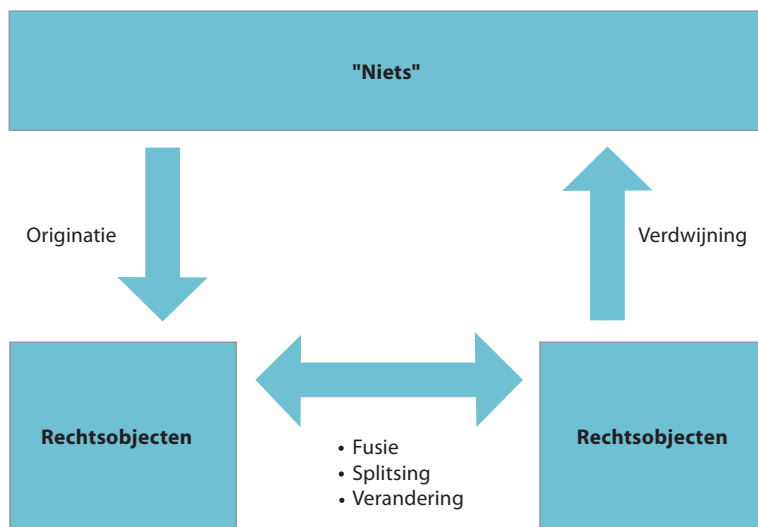 "Niets"
Originatie
Verdwijning
Rechtsobjecten
Rechtsobjecten
• Fusie
• Splitsing
• Verandering